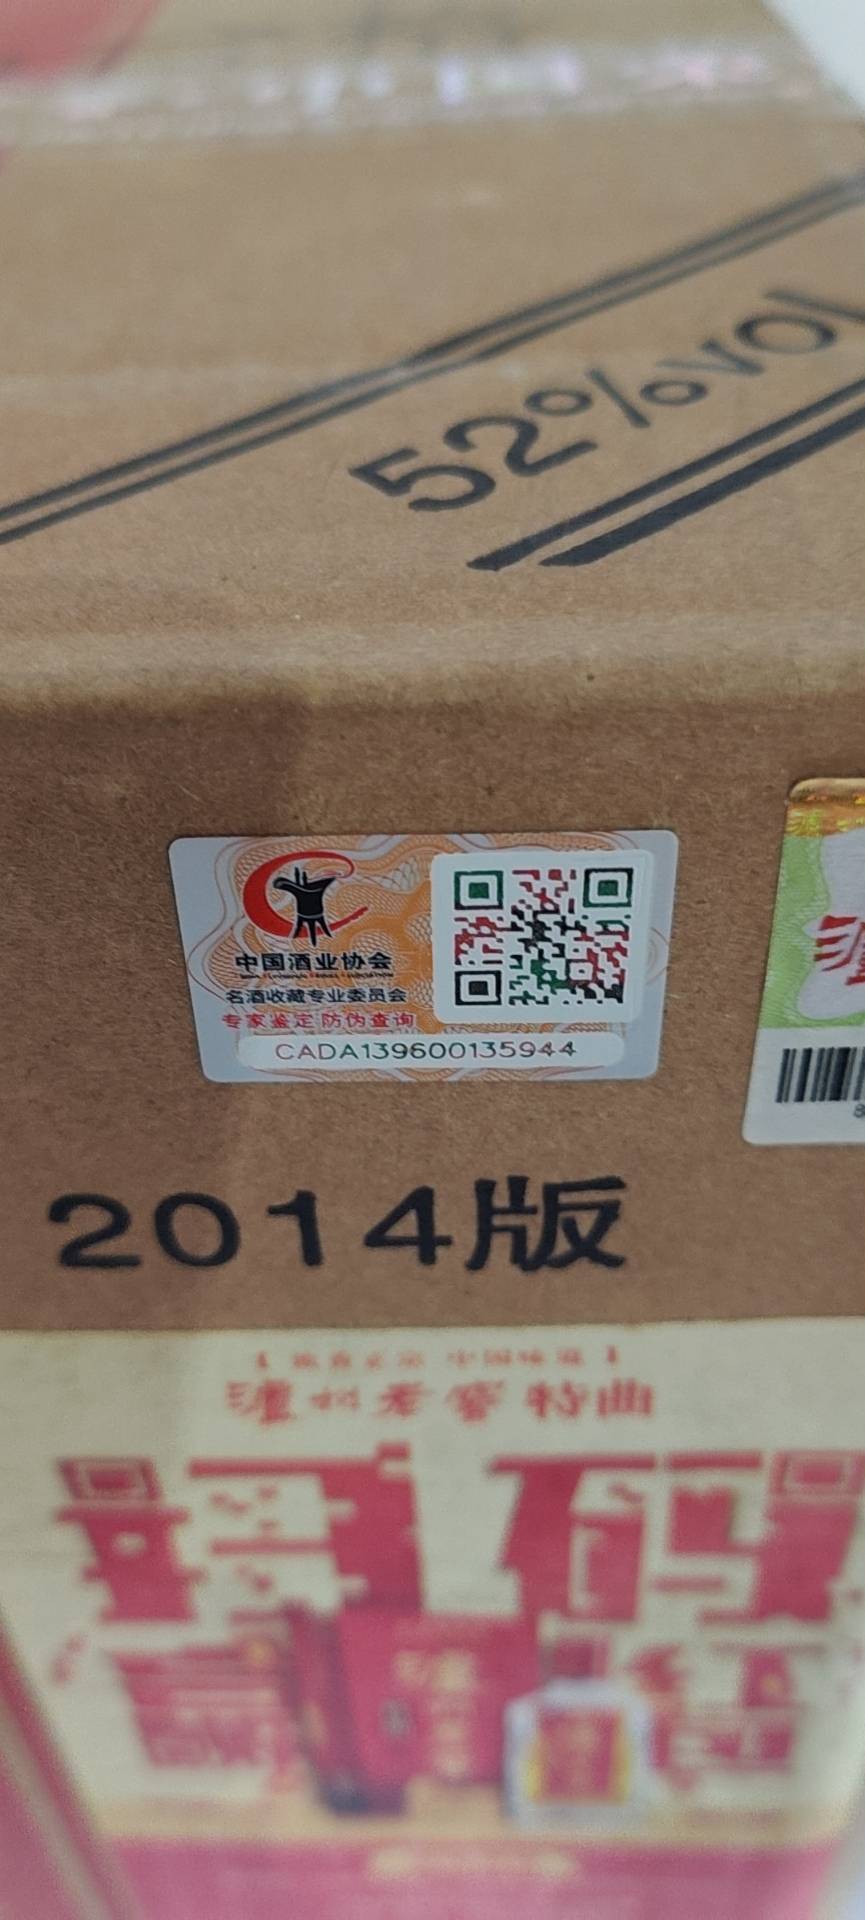 52%VOL
中国酒业协会
名酒收藏专业委员会
专家鉴定 防伪查询
CADA139600135944
泸
2014版
泸州老窖特曲